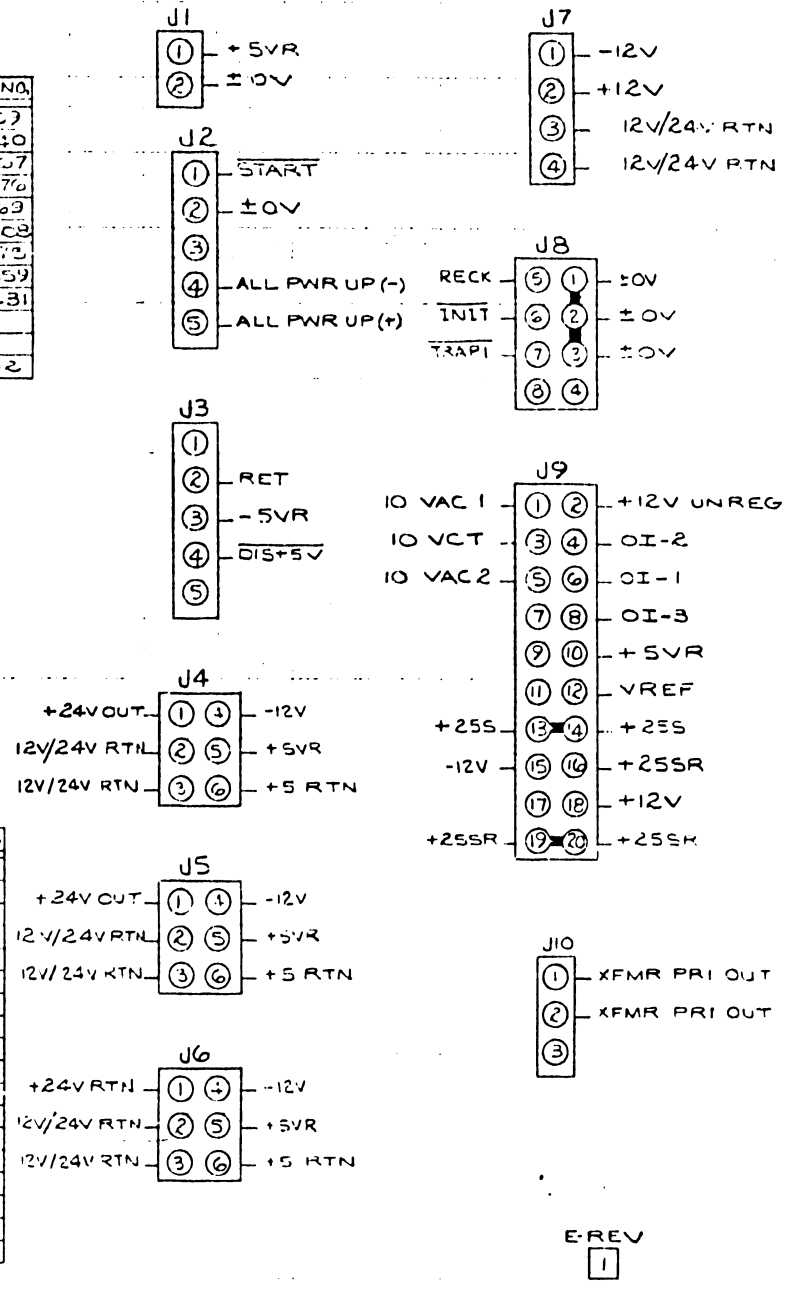 J1
1 +5VR
2 ±0V
J2
1 START
2 ±0V
3
4 ALL PWR UP (-)
5 ALL PWR UP (+)
J3
1
2 RET
3 -5VR
4 DIS+5V
5
J4
+24V OUT 1 4 -12V
12V/24V RTN 2 5 +5VR
12V/24V RTN 3 6 +5 RTN
J5
+24V OUT 1 4 -12V
12V/24V RTN 2 5 +5VR
12V/24V RTN 3 6 +5 RTN
J6
+24V RTN 1 4 -12V
12V/24V RTN 2 5 +5VR
12V/24V RTN 3 6 +5 RTN
J7
1 -12V
2 +12V
3 12V/24V RTN
4 12V/24V RTN
J8
RECK 5 1 ±0V
INIT 6 2 ±0V
TRAP1 7 3 ±0V
8 4
J9
10 VAC 1 1 2 +12V UNREG
10 VCT 3 4 OI-2
10 VAC2 5 6 OI-1
7 8 OI-3
9 10 +5VR
11 12 VREF
+25S 13 14 +25S
-12V 15 16 +25SR
17 18 +12V
+25SR 19 20 +25SR
J10
1 XFMR PRI OUT
2 XFMR PRI OUT
3
E-REV
1
NO.
40
76
59
31
2